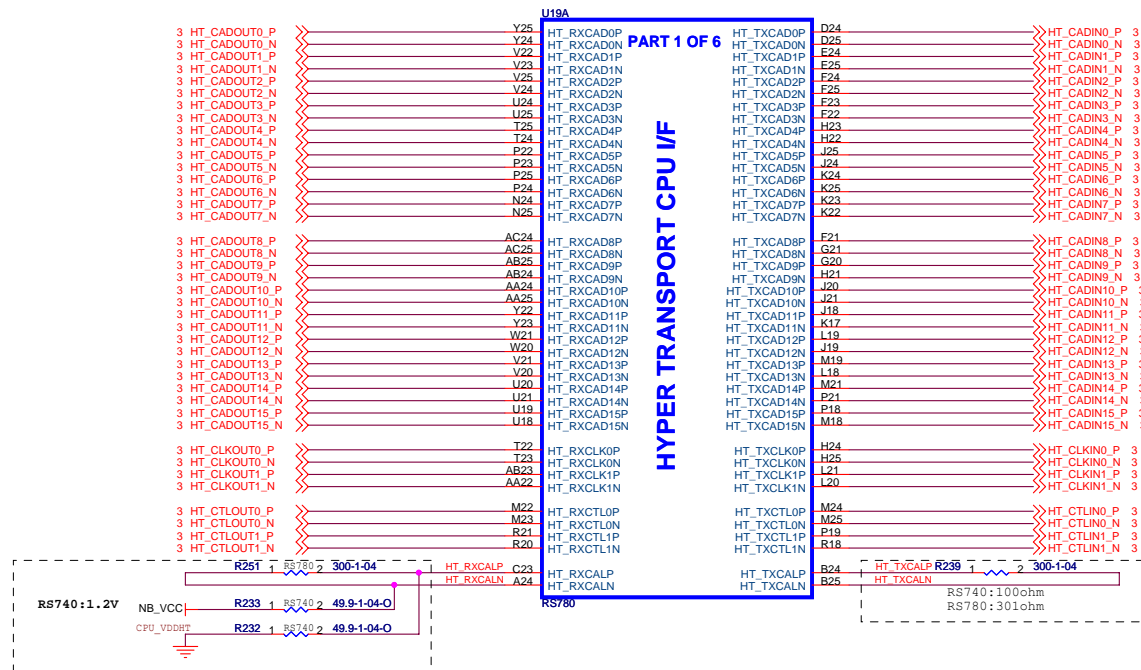 U19A
PART 1 OF 6
HYPER TRANSPORT CPU I/F
3 HT_CADOUT0_P Y25 HT_RXCAD0P HT_TXCAD0P D24 HT_CADIN0_P 3
3 HT_CADOUT0_N Y24 HT_RXCAD0N HT_TXCAD0N D25 HT_CADIN0_N 3
3 HT_CADOUT1_P V22 HT_RXCAD1P HT_TXCAD1P E24 HT_CADIN1_P 3
3 HT_CADOUT1_N V23 HT_RXCAD1N HT_TXCAD1N E25 HT_CADIN1_N 3
3 HT_CADOUT2_P V25 HT_RXCAD2P HT_TXCAD2P F24 HT_CADIN2_P 3
3 HT_CADOUT2_N V24 HT_RXCAD2N HT_TXCAD2N F25 HT_CADIN2_N 3
3 HT_CADOUT3_P U24 HT_RXCAD3P HT_TXCAD3P F23 HT_CADIN3_P 3
3 HT_CADOUT3_N U25 HT_RXCAD3N HT_TXCAD3N F22 HT_CADIN3_N 3
3 HT_CADOUT4_P T25 HT_RXCAD4P HT_TXCAD4P H23 HT_CADIN4_P 3
3 HT_CADOUT4_N T24 HT_RXCAD4N HT_TXCAD4N H22 HT_CADIN4_N 3
3 HT_CADOUT5_P P22 HT_RXCAD5P HT_TXCAD5P J25 HT_CADIN5_P 3
3 HT_CADOUT5_N P23 HT_RXCAD5N HT_TXCAD5N J24 HT_CADIN5_N 3
3 HT_CADOUT6_P P25 HT_RXCAD6P HT_TXCAD6P K24 HT_CADIN6_P 3
3 HT_CADOUT6_N P24 HT_RXCAD6N HT_TXCAD6N K25 HT_CADIN6_N 3
3 HT_CADOUT7_P N24 HT_RXCAD7P HT_TXCAD7P K23 HT_CADIN7_P 3
3 HT_CADOUT7_N N25 HT_RXCAD7N HT_TXCAD7N K22 HT_CADIN7_N 3
3 HT_CADOUT8_P AC24 HT_RXCAD8P HT_TXCAD8P F21 HT_CADIN8_P 3
3 HT_CADOUT8_N AC25 HT_RXCAD8N HT_TXCAD8N G21 HT_CADIN8_N 3
3 HT_CADOUT9_P AB25 HT_RXCAD9P HT_TXCAD9P G20 HT_CADIN9_P 3
3 HT_CADOUT9_N AB24 HT_RXCAD9N HT_TXCAD9N H21 HT_CADIN9_N 3
3 HT_CADOUT10_P AA24 HT_RXCAD10P HT_TXCAD10P J20 HT_CADIN10_P 3
3 HT_CADOUT10_N AA25 HT_RXCAD10N HT_TXCAD10N J21 HT_CADIN10_N 3
3 HT_CADOUT11_P Y22 HT_RXCAD11P HT_TXCAD11P J18 HT_CADIN11_P 3
3 HT_CADOUT11_N Y23 HT_RXCAD11N HT_TXCAD11N K17 HT_CADIN11_N 3
3 HT_CADOUT12_P W21 HT_RXCAD12P HT_TXCAD12P L19 HT_CADIN12_P 3
3 HT_CADOUT12_N W20 HT_RXCAD12N HT_TXCAD12N J19 HT_CADIN12_N 3
3 HT_CADOUT13_P V21 HT_RXCAD13P HT_TXCAD13P M19 HT_CADIN13_P 3
3 HT_CADOUT13_N V20 HT_RXCAD13N HT_TXCAD13N L18 HT_CADIN13_N 3
3 HT_CADOUT14_P U20 HT_RXCAD14P HT_TXCAD14P M21 HT_CADIN14_P 3
3 HT_CADOUT14_N U21 HT_RXCAD14N HT_TXCAD14N P21 HT_CADIN14_N 3
3 HT_CADOUT15_P U19 HT_RXCAD15P HT_TXCAD15P P18 HT_CADIN15_P 3
3 HT_CADOUT15_N U18 HT_RXCAD15N HT_TXCAD15N M18 HT_CADIN15_N 3
3 HT_CLKOUT0_P T22 HT_RXCLK0P HT_TXCLK0P H24 HT_CLKIN0_P 3
3 HT_CLKOUT0_N T23 HT_RXCLK0N HT_TXCLK0N H25 HT_CLKIN0_N 3
3 HT_CLKOUT1_P AB23 HT_RXCLK1P HT_TXCLK1P L21 HT_CLKIN1_P 3
3 HT_CLKOUT1_N AA22 HT_RXCLK1N HT_TXCLK1N L20 HT_CLKIN1_N 3
3 HT_CTLOUT0_P M22 HT_RXCTL0P HT_TXCTL0P M24 HT_CTLIN0_P 3
3 HT_CTLOUT0_N M23 HT_RXCTL0N HT_TXCTL0N M25 HT_CTLIN0_N 3
3 HT_CTLOUT1_P R21 HT_RXCTL1P HT_TXCTL1P P19 HT_CTLIN1_P 3
3 HT_CTLOUT1_N R20 HT_RXCTL1N HT_TXCTL1N R18 HT_CTLIN1_N 3
R251 1 RS780 2 300-1-04 HT_RXCALP C23 HT_RXCALP HT_TXCALP B24 HT_TXCALP R239 1 2 300-1-04
HT_RXCALN A24 HT_RXCALN HT_TXCALN B25 HT_TXCALN
RS740:100ohm
RS780:301ohm
RS780
RS740:1.2V
NB_VCC R233 1 RS740 2 49.9-1-04-O
CPU_VDDHT R232 1 RS740 2 49.9-1-04-O